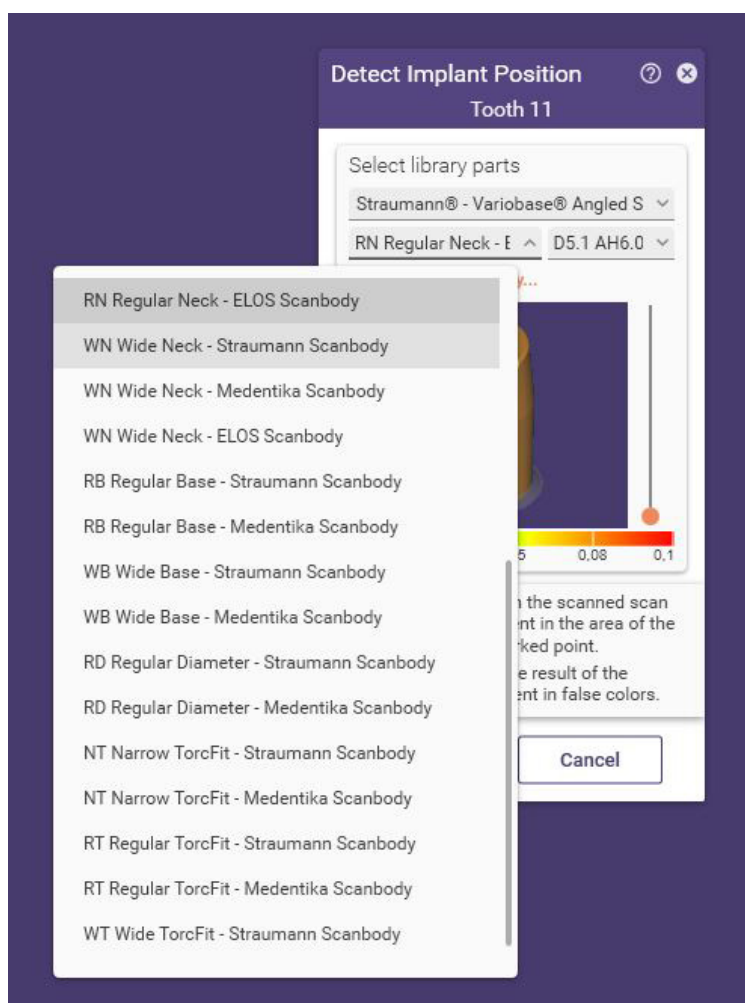 Detect Implant Position
Tooth 11
Select library parts
Straumann® - Variobase® Angled S
RN Regular Neck - E
D5.1 AH6.0
RN Regular Neck - ELOS Scanbody
WN Wide Neck - Straumann Scanbody
WN Wide Neck - Medentika Scanbody
WN Wide Neck - ELOS Scanbody
RB Regular Base - Straumann Scanbody
RB Regular Base - Medentika Scanbody
WB Wide Base - Straumann Scanbody
WB Wide Base - Medentika Scanbody
RD Regular Diameter - Straumann Scanbody
RD Regular Diameter - Medentika Scanbody
NT Narrow TorcFit - Straumann Scanbody
NT Narrow TorcFit - Medentika Scanbody
RT Regular TorcFit - Straumann Scanbody
RT Regular TorcFit - Medentika Scanbody
WT Wide TorcFit - Straumann Scanbody
5 0,08 0,1
the scanned scan
in the area of the
point.
result of the
in false colors.
Cancel